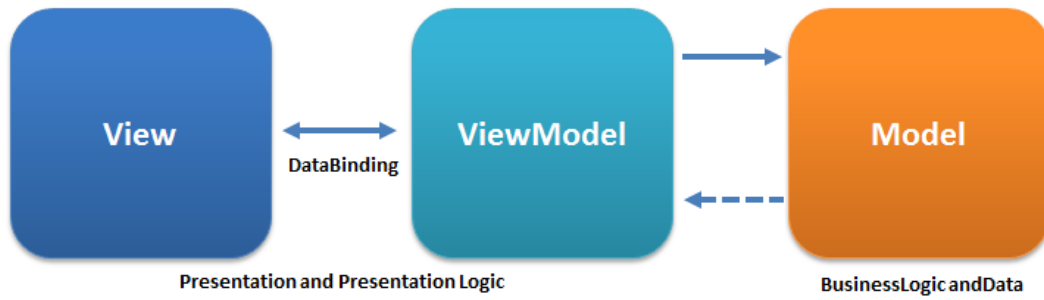 View
ViewModel
Model
DataBinding
Presentation and Presentation Logic
BusinessLogic andData